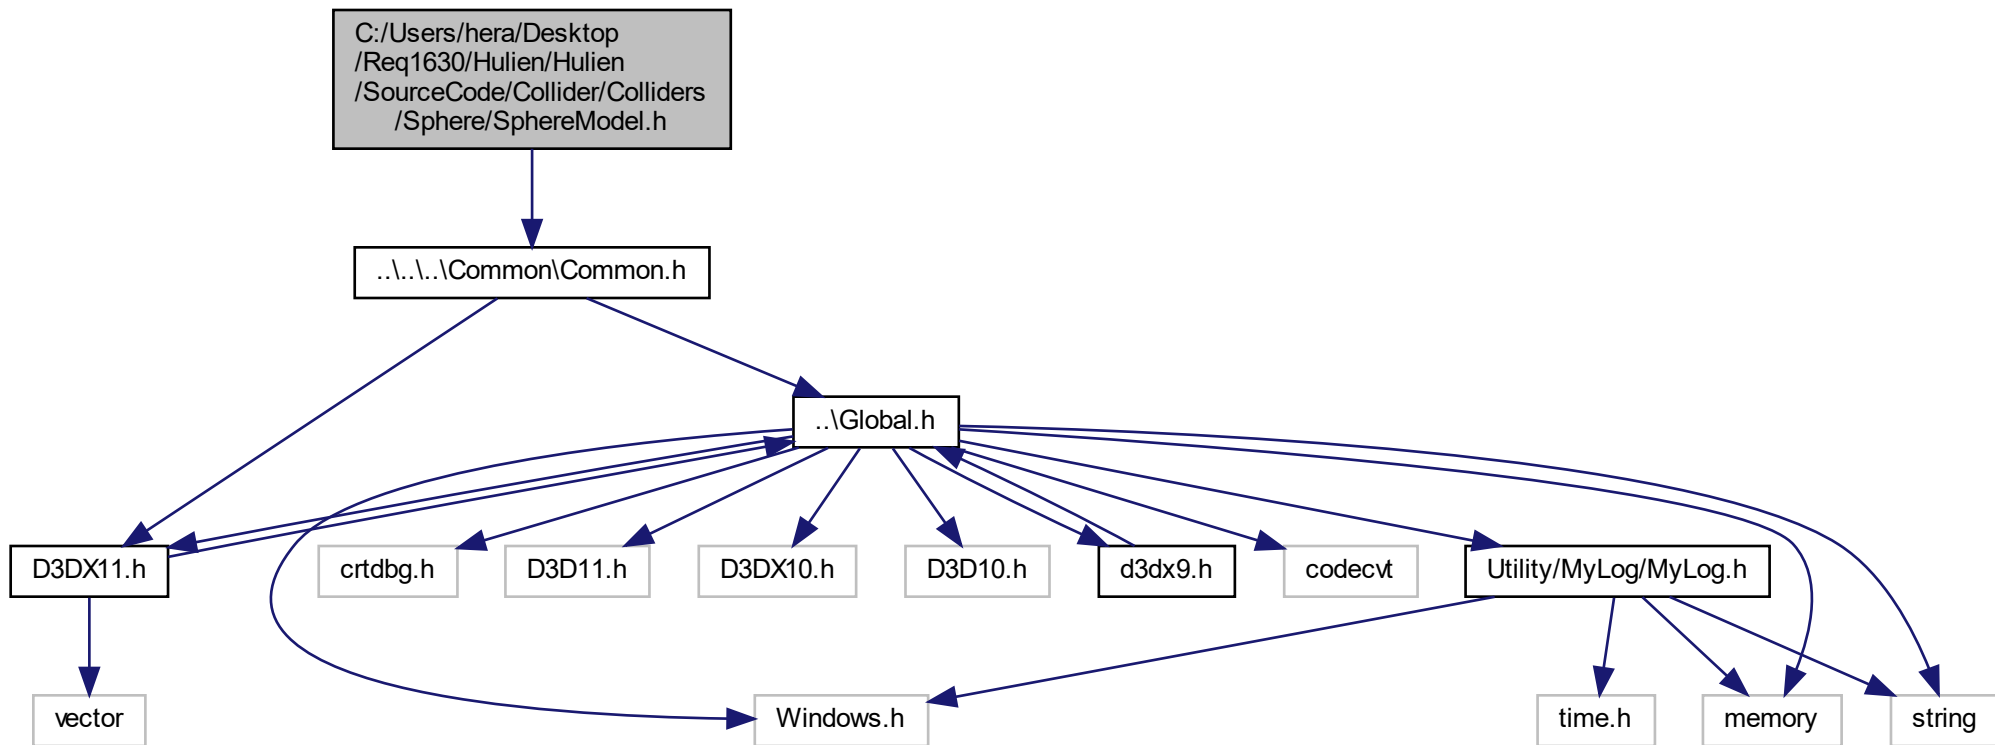 C:/Users/hera/Desktop
/Req1630/Hulien/Hulien
/SourceCode/Collider/Colliders
/Sphere/SphereModel.h
..\..\..\Common\Common.h
..\Global.h
D3DX11.h
crtdbg.h
D3D11.h
D3DX10.h
D3D10.h
d3dx9.h
codecvt
Utility/MyLog/MyLog.h
vector
Windows.h
time.h
memory
string